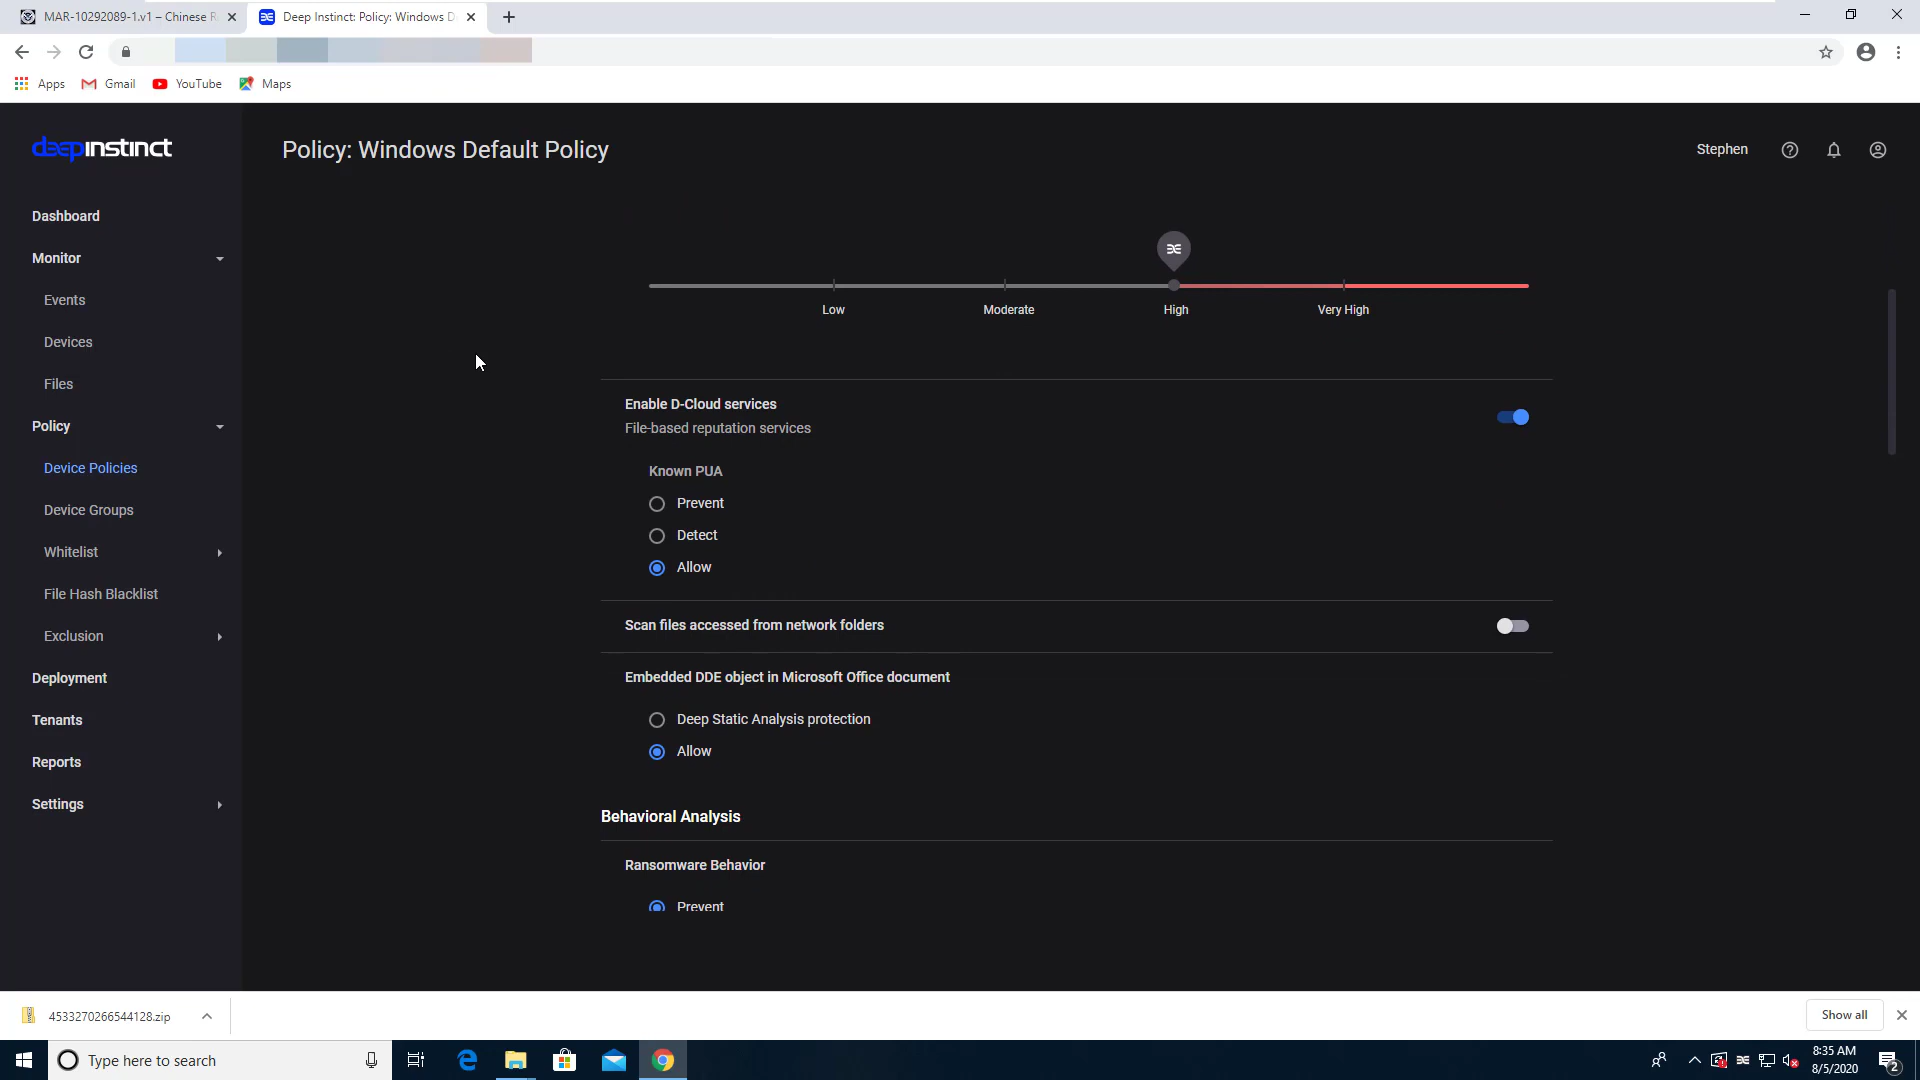 MAR-10292089-1.v1 – Chinese R
Deep Instinct: Policy: Windows D
Apps
Gmail
YouTube
Maps
deepinstinct
Policy: Windows Default Policy
Stephen
Dashboard
Monitor
Events
Devices
Files
Policy
Device Policies
Device Groups
Whitelist
File Hash Blacklist
Exclusion
Deployment
Tenants
Reports
Settings
Low
Moderate
High
Very High
Enable D-Cloud services
File-based reputation services
Known PUA
Prevent
Detect
Allow
Scan files accessed from network folders
Embedded DDE object in Microsoft Office document
Deep Static Analysis protection
Allow
Behavioral Analysis
Ransomware Behavior
Prevent
4533270266544128.zip
Show all
Type here to search
8:35 AM
8/5/2020
2